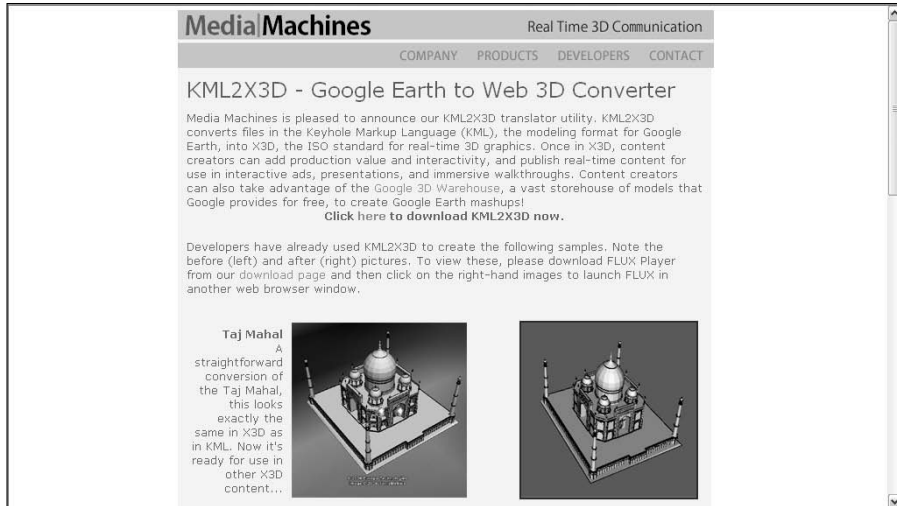 Media|Machines
Real Time 3D Communication
COMPANY PRODUCTS DEVELOPERS CONTACT
KML2X3D - Google Earth to Web 3D Converter
Media Machines is pleased to announce our KML2X3D translator utility. KML2X3D
converts files in the Keyhole Markup Language (KML), the modeling format for Google
Earth, into X3D, the ISO standard for real-time 3D graphics. Once in X3D, content
creators can add production value and interactivity, and publish real-time content for
use in interactive ads, presentations, and immersive walkthroughs. Content creators
can also take advantage of the Google 3D Warehouse, a vast storehouse of models that
Google provides for free, to create Google Earth mashups!
Click here to download KML2X3D now.
Developers have already used KML2X3D to create the following samples. Note the
before (left) and after (right) pictures. To view these, please download FLUX Player
from our download page and then click on the right-hand images to launch FLUX in
another web browser window.
Taj Mahal
A
straightforward
conversion of
the Taj Mahal,
this looks
exactly the
same in X3D as
in KML. Now it's
ready for use in
other X3D
content...